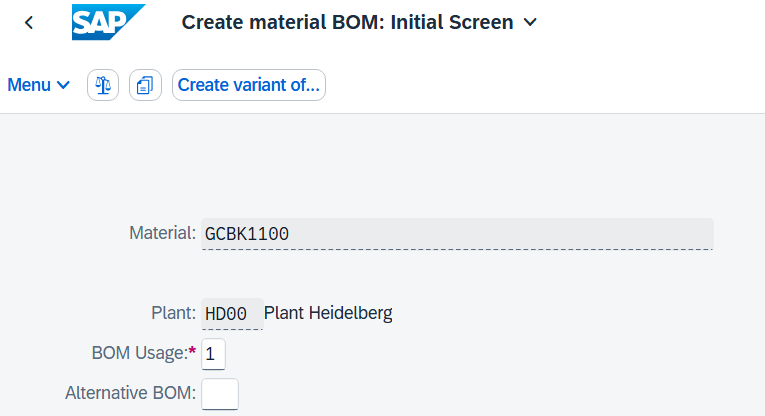 SAP Create material BOM: Initial Screen
Menu Create variant of...
Material: GCBK1100
Plant: HD00 Plant Heidelberg
BOM Usage:* 1
Alternative BOM: